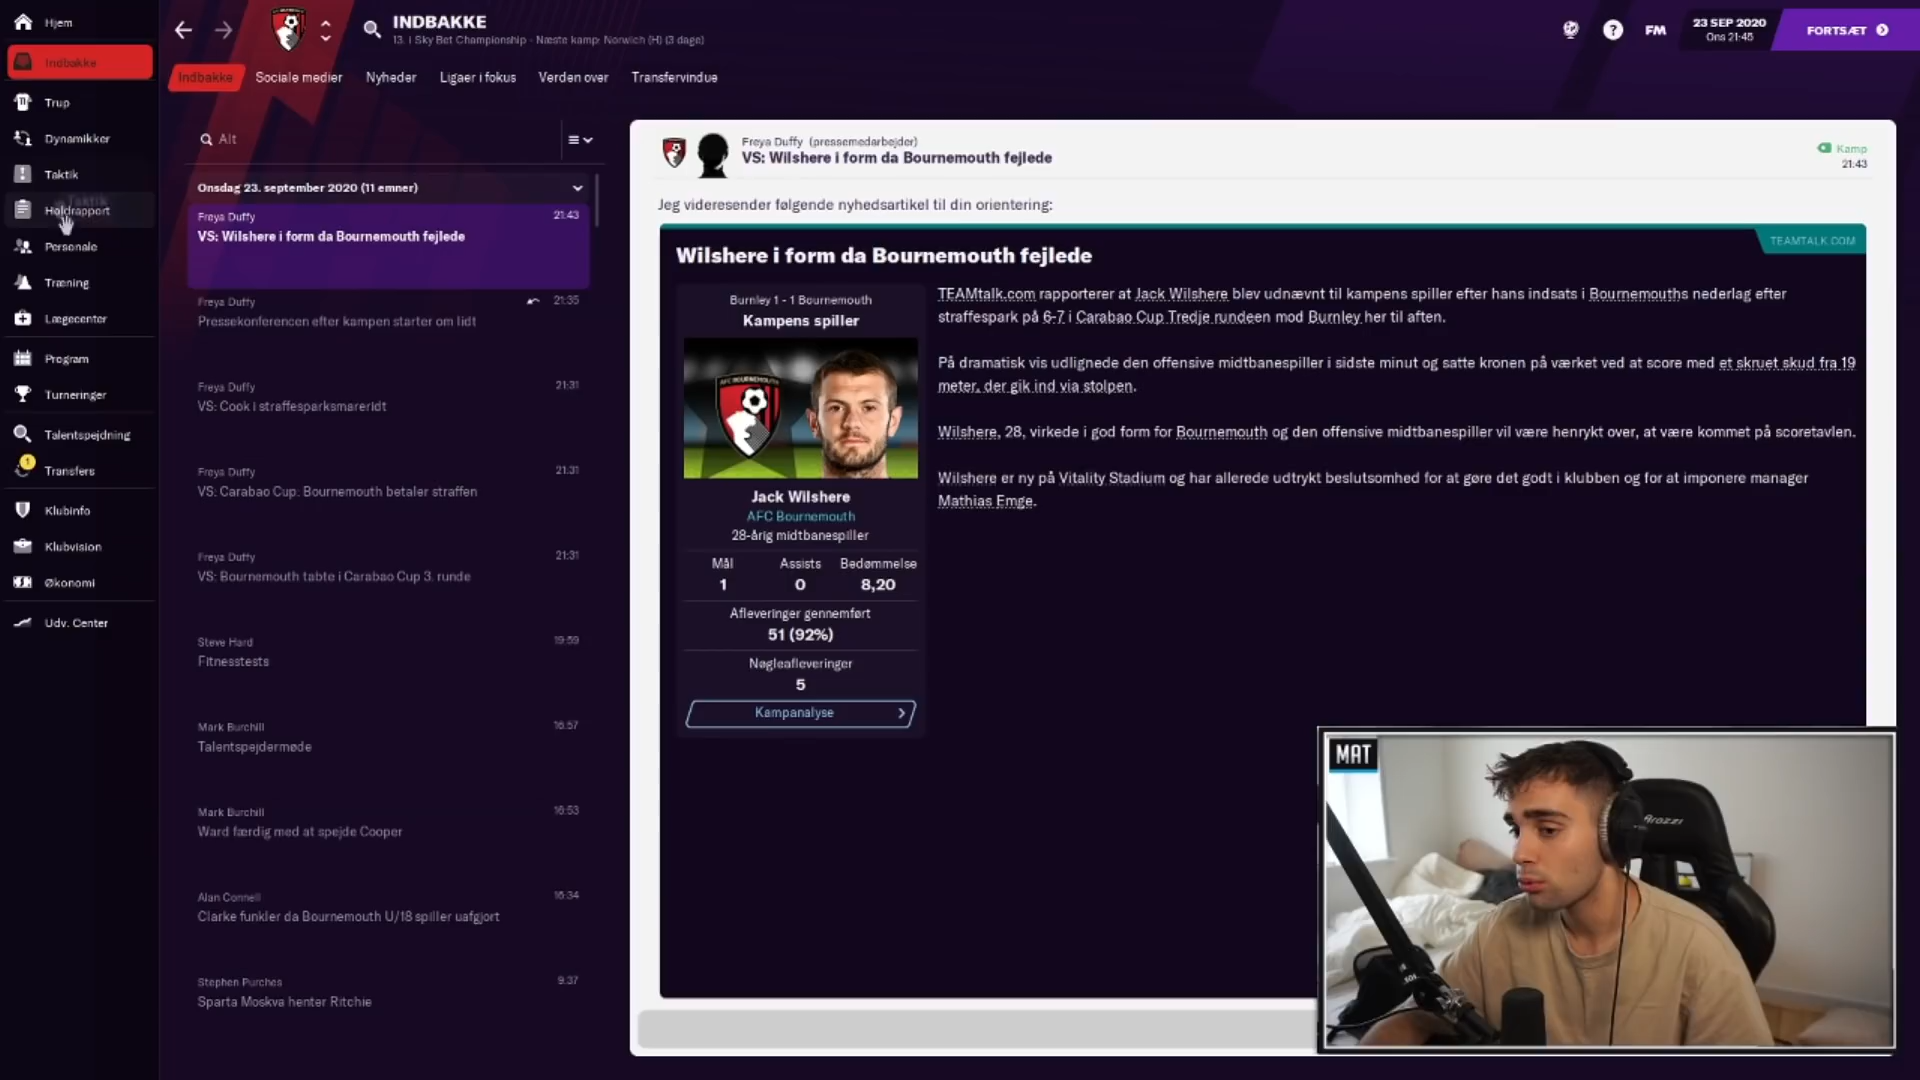 Hjem
Indbakke
Trup
Dynamikker
Taktik
Holdrapport
Personale
Træning
Lægecenter
Program
Turneringer
Talentspejdning
1
Transfers
Klubinfo
Klubvision
Økonomi
Udv. Center
INDBAKKE
13. i Sky Bet Championship - Næste kamp: Norwich (H) (3 dage)
FM
23 SEP 2020
Ons 21:45
FORTSÆT
Indbakke
Sociale medier
Nyheder
Ligaer i fokus
Verden over
Transfervindue
Alt
Onsdag 23. september 2020 (11 emner)
Freya Duffy
21:43
VS: Wilshere i form da Bournemouth fejlede
Freya Duffy
21:35
Pressekonferencen efter kampen starter om lidt
Freya Duffy
21:31
VS: Cook i straffesparksmareridt
Freya Duffy
21:31
VS: Carabao Cup: Bournemouth betaler straffen
Freya Duffy
21:31
VS: Bournemouth tabte i Carabao Cup 3. runde
Steve Hard
19:59
Fitnesstests
Mark Burchill
16:57
Talentspejdermøde
Mark Burchill
16:53
Ward færdig med at spejde Cooper
Alan Connell
16:34
Clarke funkler da Bournemouth U/18 spiller uafgjort
Stephen Purches
9:37
Sparta Moskva henter Ritchie
Freya Duffy (pressemedarbejder)
VS: Wilshere i form da Bournemouth fejlede
Kamp
21:43
Jeg videresender følgende nyhedsartikel til din orientering:
TEAMTALK.COM
Wilshere i form da Bournemouth fejlede
Burnley 1 - 1 Bournemouth
Kampens spiller
AFC BOURNEMOUTH
Jack Wilshere
AFC Bournemouth
28-årig midtbanespiller
Mål Assists Bedømmelse
1 0 8,20
Afleveringer gennemført
51 (92%)
Nøgleafleveringer
5
Kampanalyse
TEAMtalk.com rapporterer at Jack Wilshere blev udnævnt til kampens spiller efter hans indsats i Bournemouths nederlag efter
straffespark på 6-7 i Carabao Cup Tredje rundeen mod Burnley her til aften.
På dramatisk vis udlignede den offensive midtbanespiller i sidste minut og satte kronen på værket ved at score med et skruet skud fra 19
meter, der gik ind via stolpen.
Wilshere, 28, virkede i god form for Bournemouth og den offensive midtbanespiller vil være henrykt over, at være kommet på scoretavlen.
Wilshere er ny på Vitality Stadium og har allerede udtrykt beslutsomhed for at gøre det godt i klubben og for at imponere manager
Mathias Emge.
MAT
Arozzi